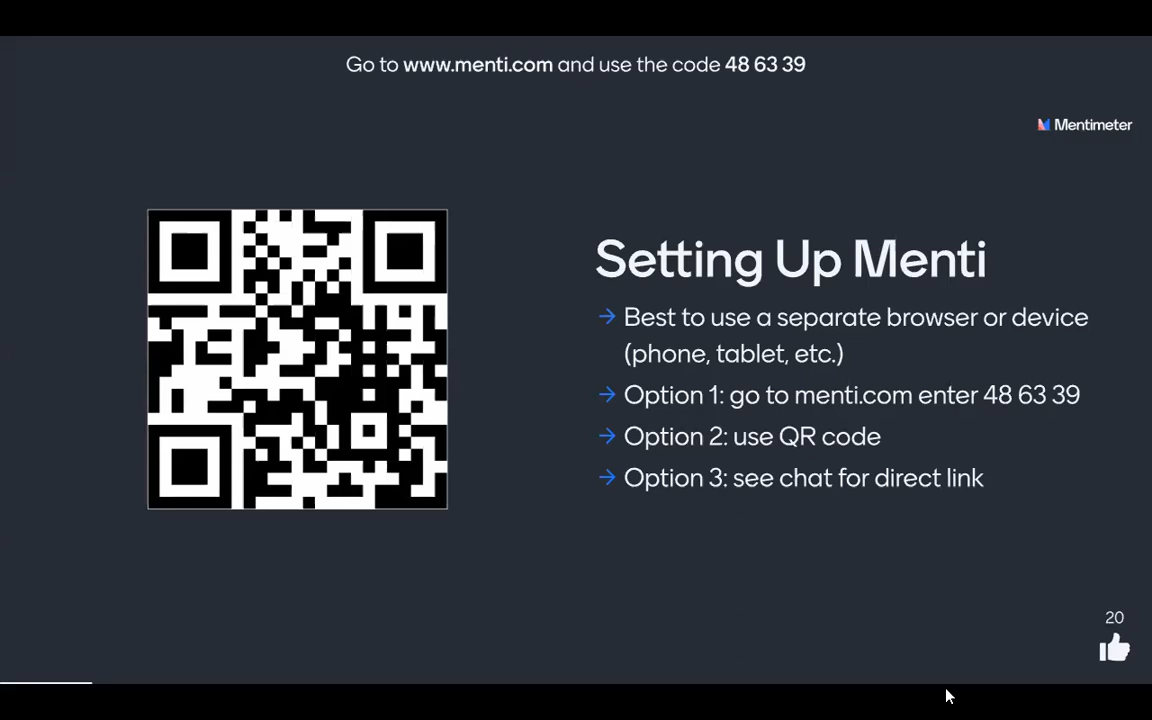 Go to www.menti.com and use the code 48 63 39
Mentimeter
Setting Up Menti
→ Best to use a separate browser or device
(phone, tablet, etc.)
→ Option 1: go to menti.com enter 48 63 39
→ Option 2: use QR code
→ Option 3: see chat for direct link
20